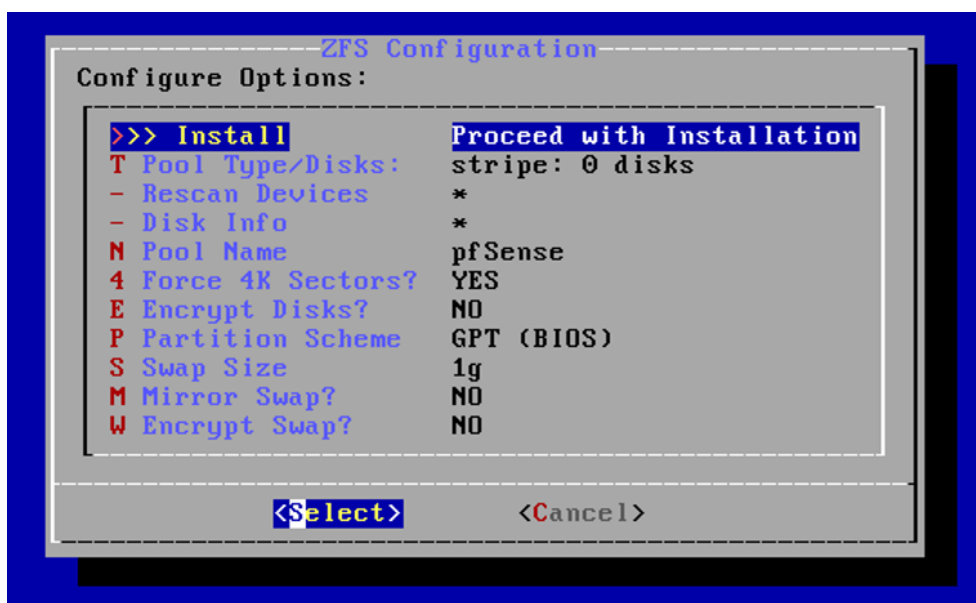 ZFS Configuration
Configure Options:
>>> Install Proceed with Installation
T Pool Type/Disks: stripe: 0 disks
- Rescan Devices *
- Disk Info *
N Pool Name pfSense
4 Force 4K Sectors? YES
E Encrypt Disks? NO
P Partition Scheme GPT (BIOS)
S Swap Size 1g
M Mirror Swap? NO
W Encrypt Swap? NO
<Select> <Cancel>